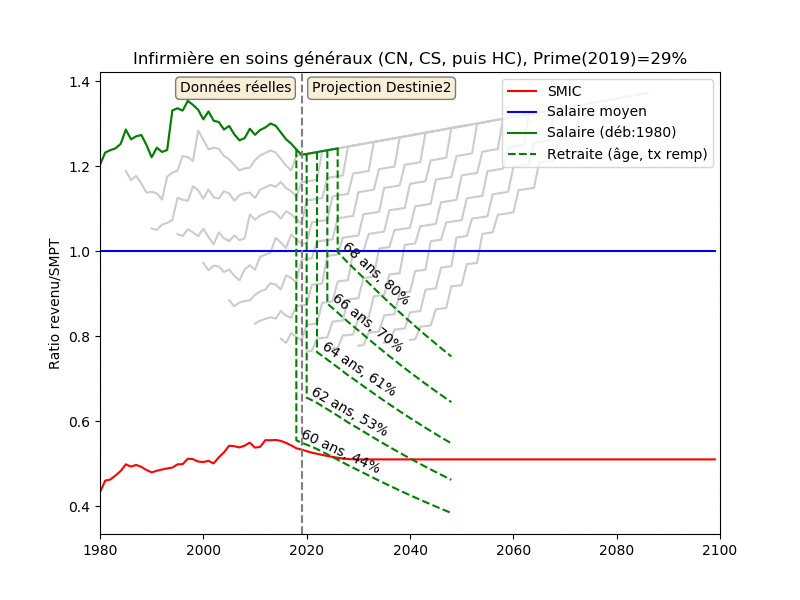 Infirmière en soins généraux (CN, CS, puis HC), Prime(2019)=29%
Données réelles
Projection Destinie2
SMIC
Salaire moyen
Salaire (déb:1980)
Retraite (âge, tx remp)
Ratio revenu/SMPT
1.4
1.2
1.0
0.8
0.6
0.4
68 ans, 80%
66 ans, 70%
64 ans, 61%
62 ans, 53%
60 ans, 44%
1980
2000
2020
2040
2060
2080
2100